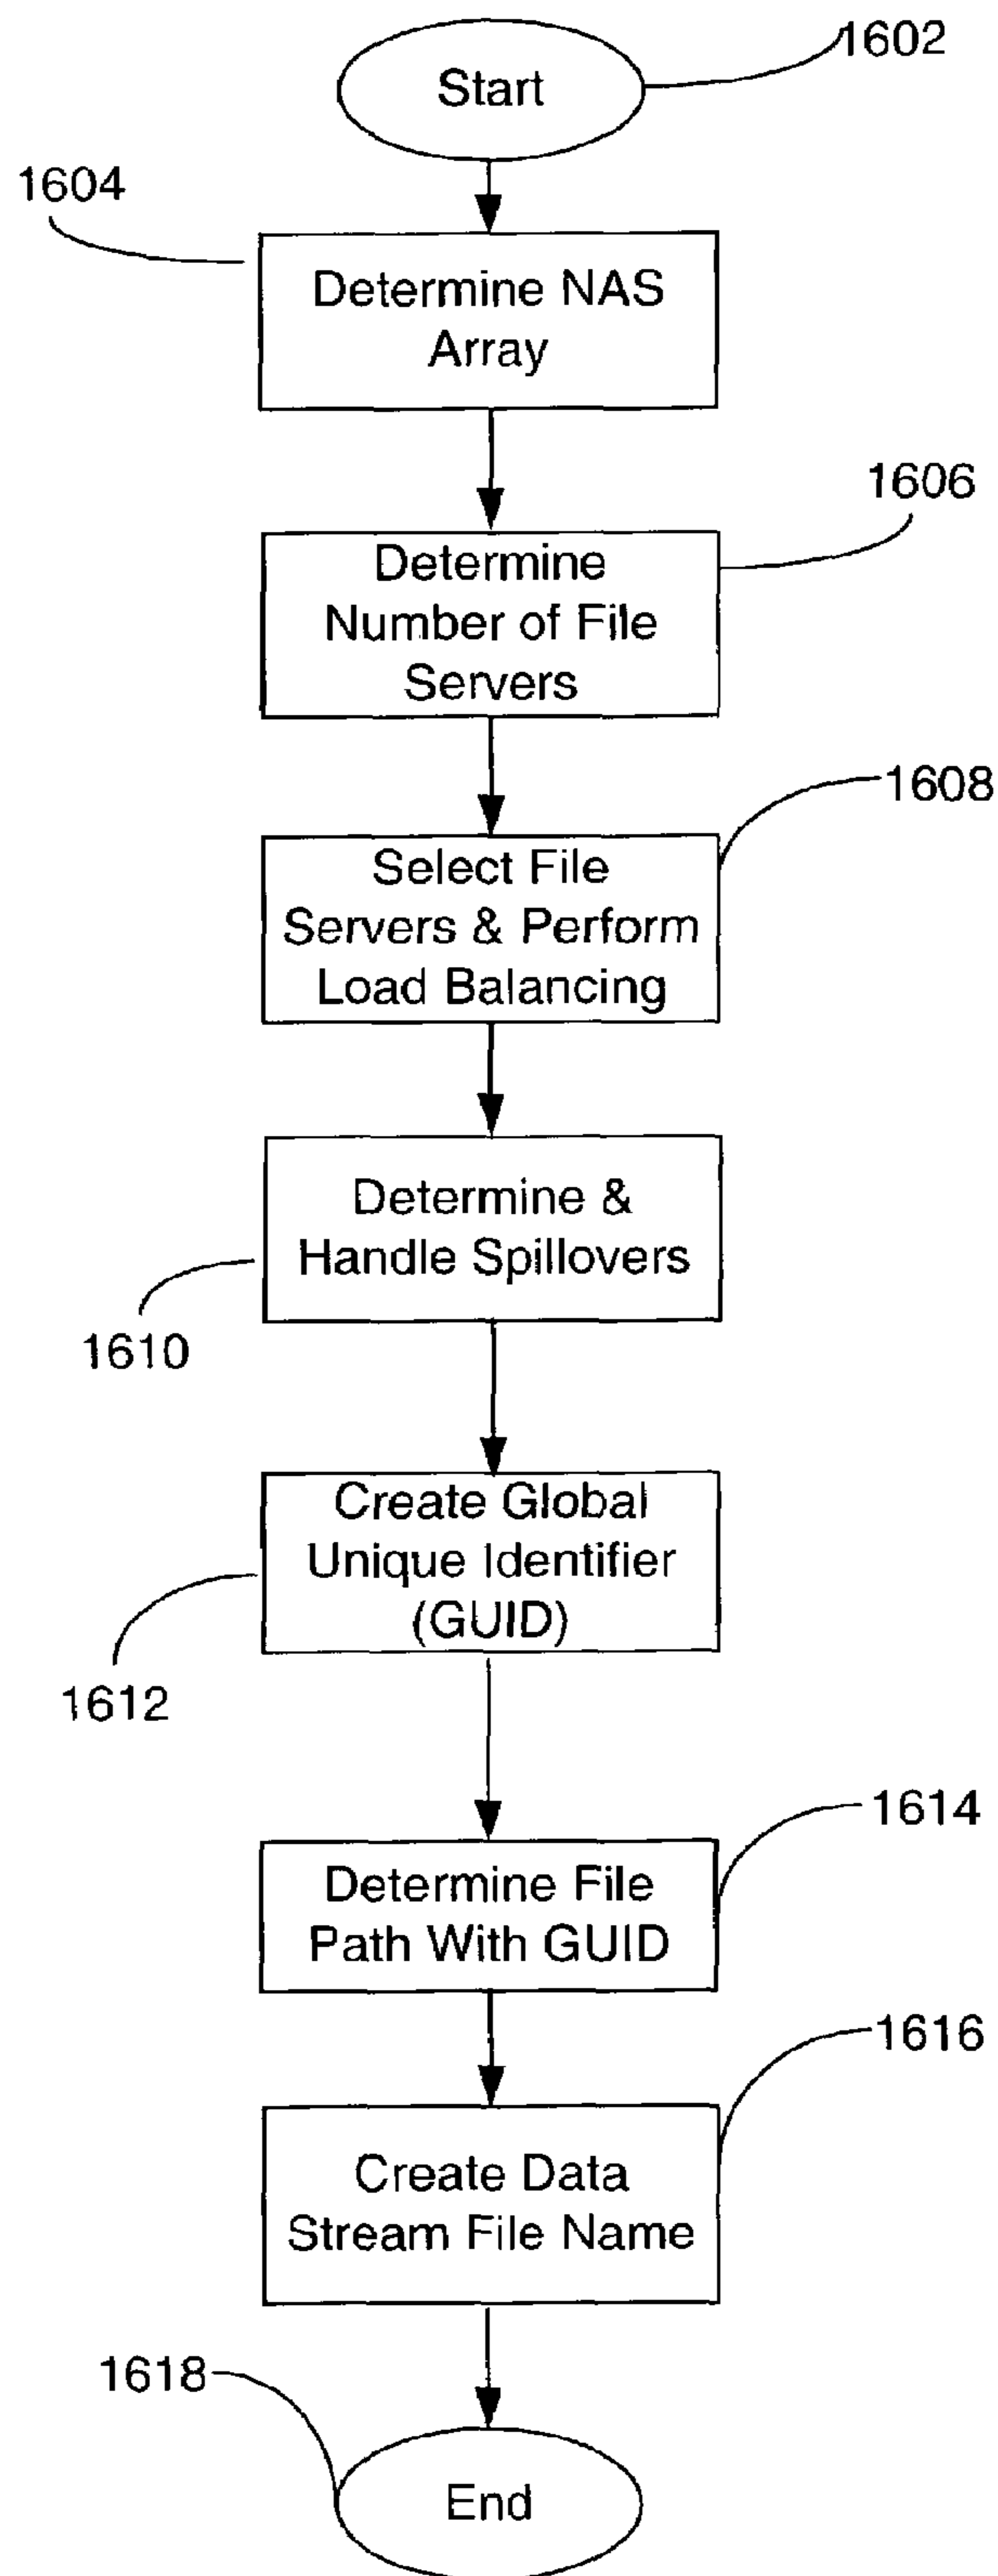 Start
1602
1604
Determine NAS
Array
1606
Determine
Number of File
Servers
1608
Select File
Servers & Perform
Load Balancing
Determine &
Handle Spillovers
1610
Create Global
Unique Identifier
(GUID)
1612
1614
Determine File
Path With GUID
1616
Create Data
Stream File Name
1618
End